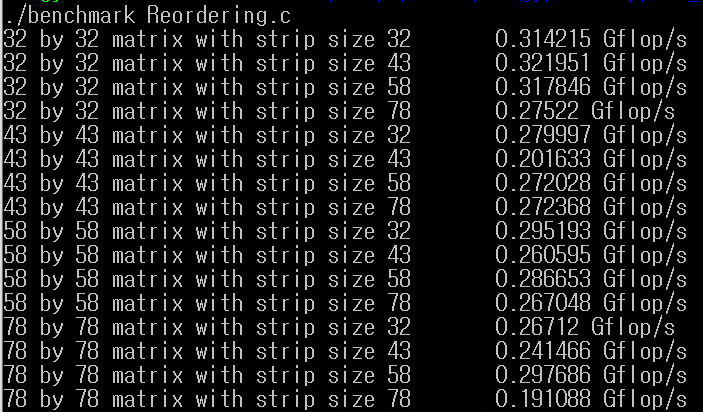 ./benchmark Reordering.c
32 by 32 matrix with strip size 32 0.314215 Gflop/s
32 by 32 matrix with strip size 43 0.321951 Gflop/s
32 by 32 matrix with strip size 58 0.317846 Gflop/s
32 by 32 matrix with strip size 78 0.27522 Gflop/s
43 by 43 matrix with strip size 32 0.279997 Gflop/s
43 by 43 matrix with strip size 43 0.201633 Gflop/s
43 by 43 matrix with strip size 58 0.272028 Gflop/s
43 by 43 matrix with strip size 78 0.272368 Gflop/s
58 by 58 matrix with strip size 32 0.295193 Gflop/s
58 by 58 matrix with strip size 43 0.260595 Gflop/s
58 by 58 matrix with strip size 58 0.286653 Gflop/s
58 by 58 matrix with strip size 78 0.267048 Gflop/s
78 by 78 matrix with strip size 32 0.26712 Gflop/s
78 by 78 matrix with strip size 43 0.241466 Gflop/s
78 by 78 matrix with strip size 58 0.297686 Gflop/s
78 by 78 matrix with strip size 78 0.191088 Gflop/s